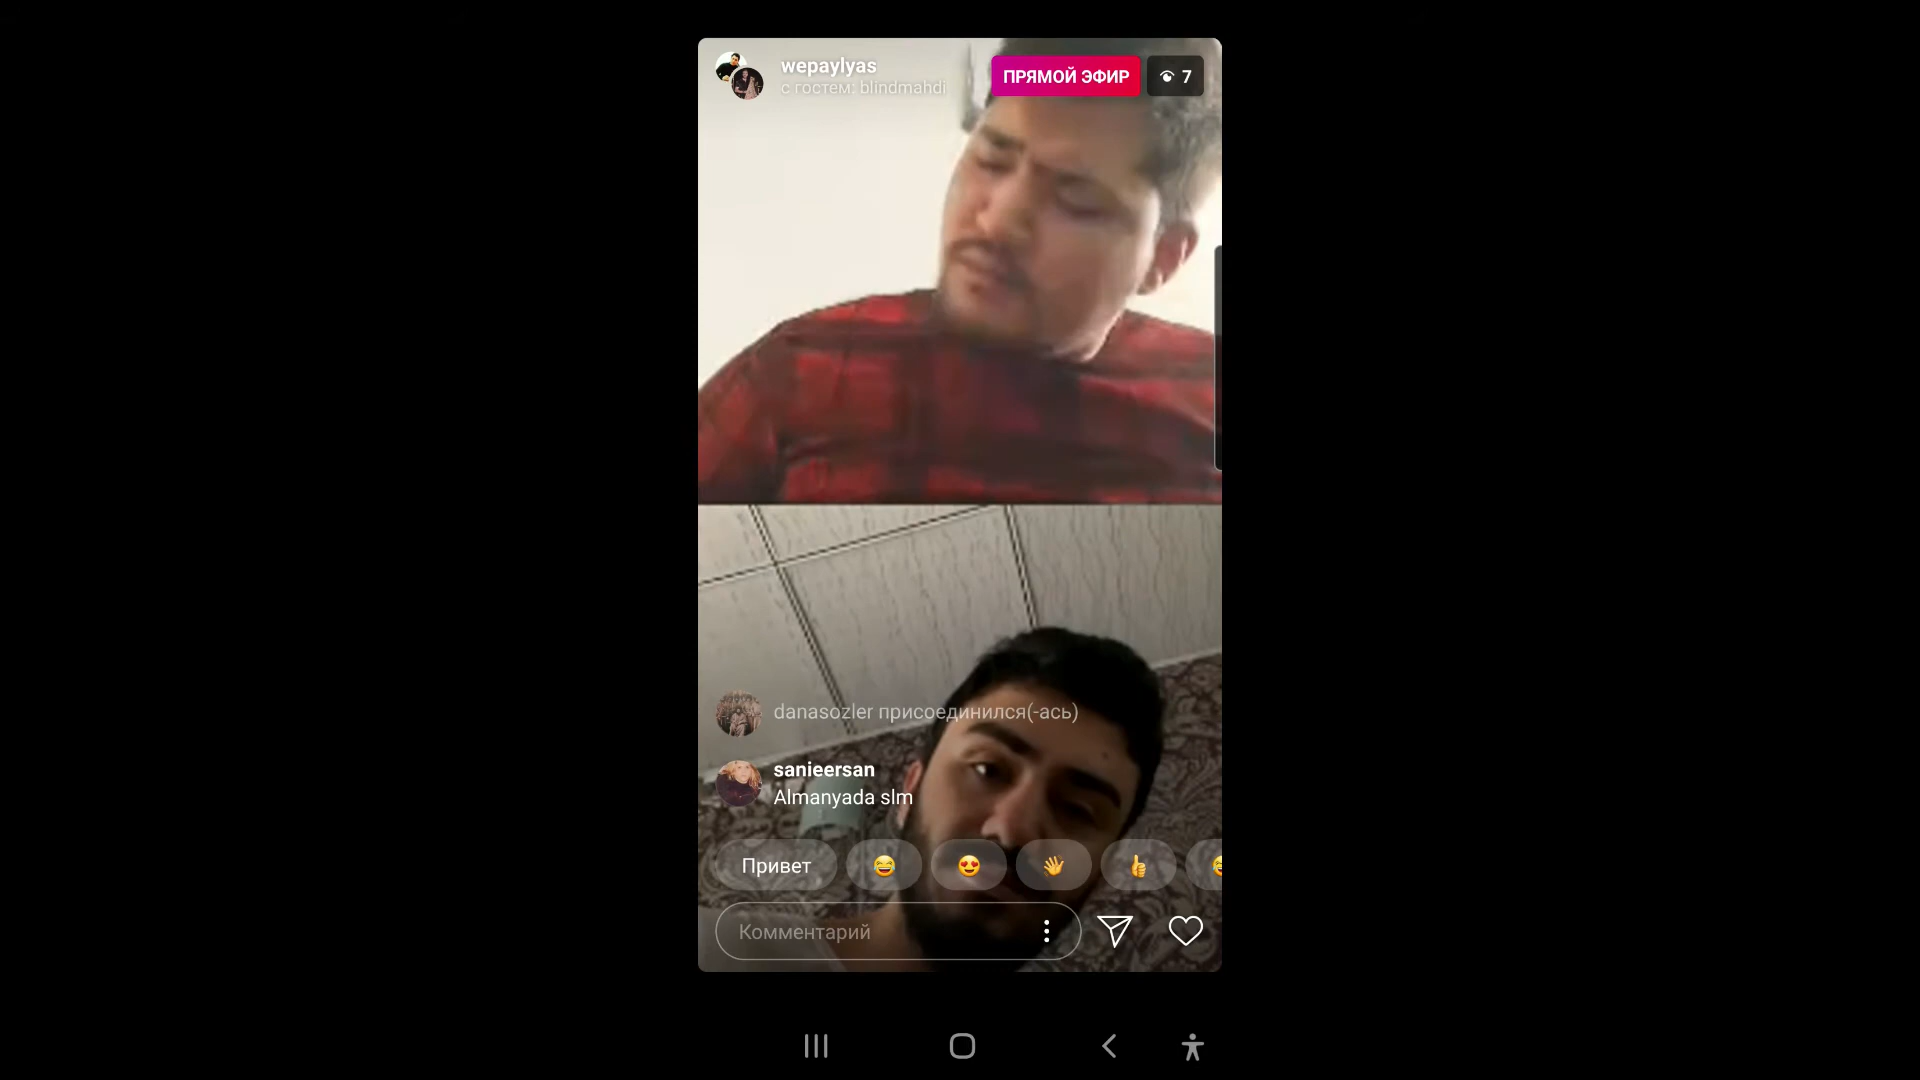 wepaylyas
с гостем: blindmahdi
ПРЯМОЙ ЭФИР
7
danasozler присоединился(-ась)
sanieersan
Almanyada slm
Привет
Комментарий